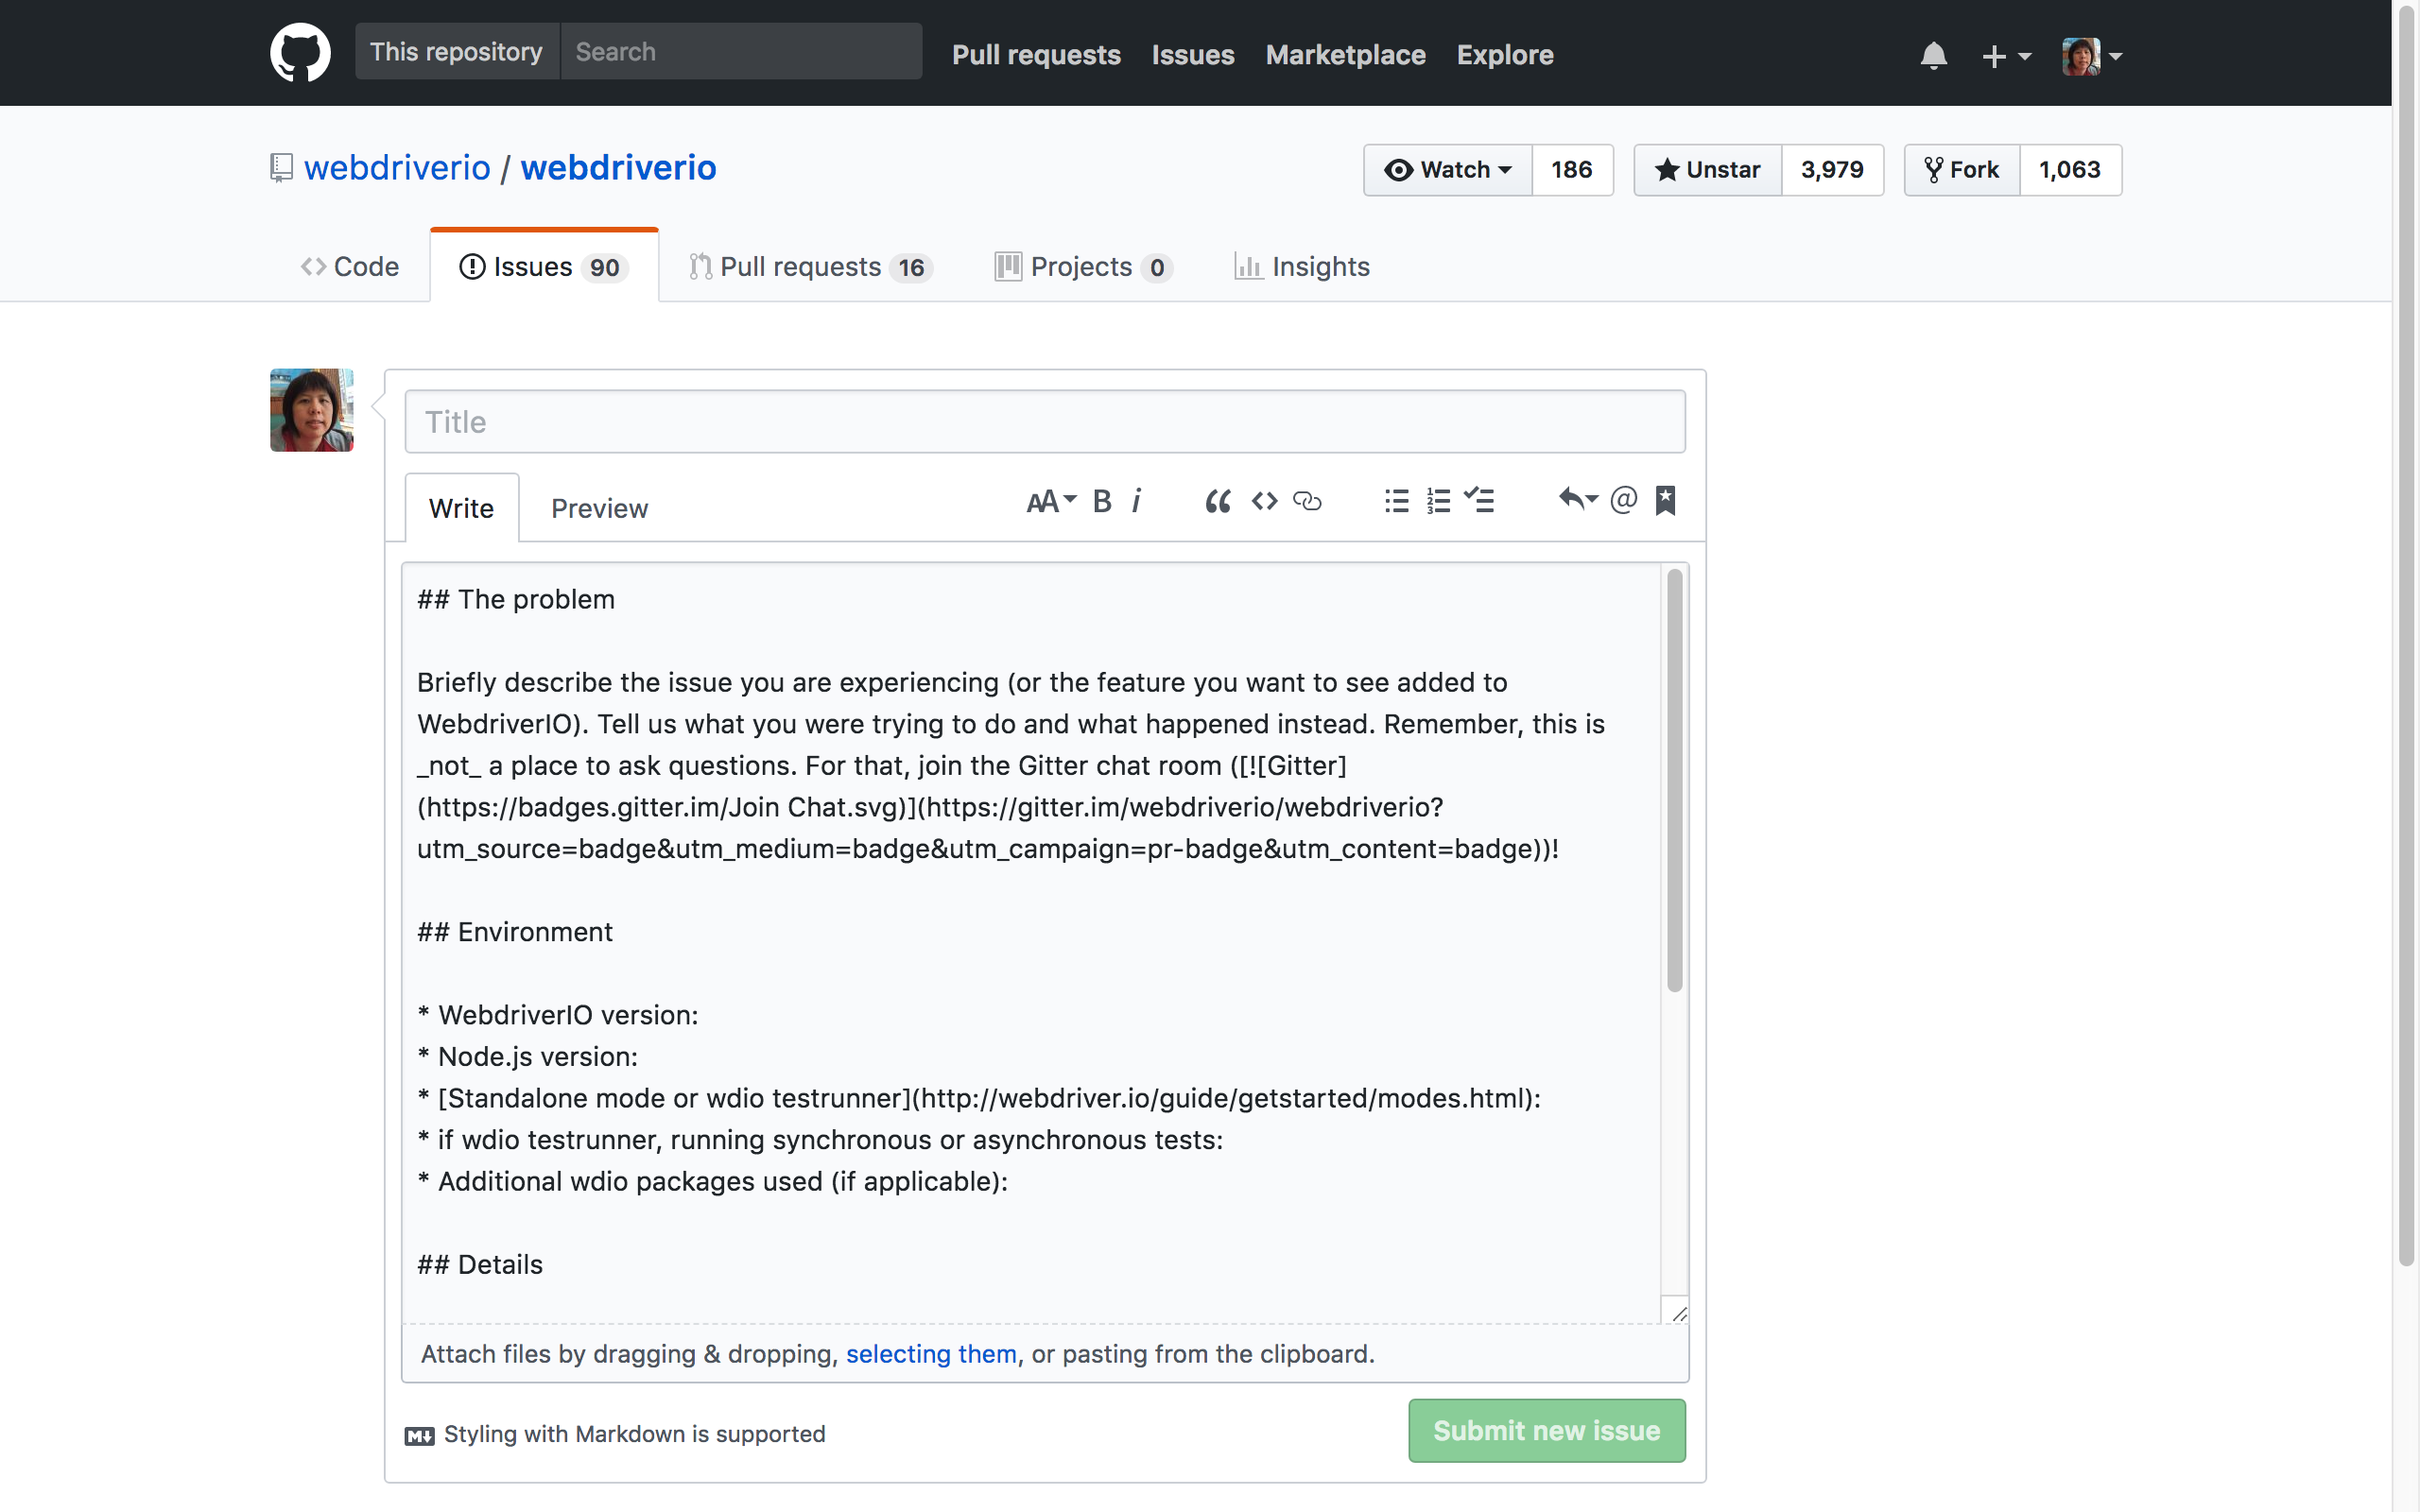 This repository Search Pull requests Issues Marketplace Explore
webdriverio / webdriverio
Watch 186 Unstar 3,979 Fork 1,063
Code Issues 90 Pull requests 16 Projects 0 Insights
Title
Write Preview AA B i
## The problem
Briefly describe the issue you are experiencing (or the feature you want to see added to
WebdriverIO). Tell us what you were trying to do and what happened instead. Remember, this is
_not_ a place to ask questions. For that, join the Gitter chat room ([![Gitter]
(https://badges.gitter.im/Join Chat.svg)](https://gitter.im/webdriverio/webdriverio?
utm_source=badge&utm_medium=badge&utm_campaign=pr-badge&utm_content=badge))!
## Environment
* WebdriverIO version:
* Node.js version:
* [Standalone mode or wdio testrunner](http://webdriver.io/guide/getstarted/modes.html):
* if wdio testrunner, running synchronous or asynchronous tests:
* Additional wdio packages used (if applicable):
## Details
Attach files by dragging & dropping, selecting them, or pasting from the clipboard.
Styling with Markdown is supported
Submit new issue